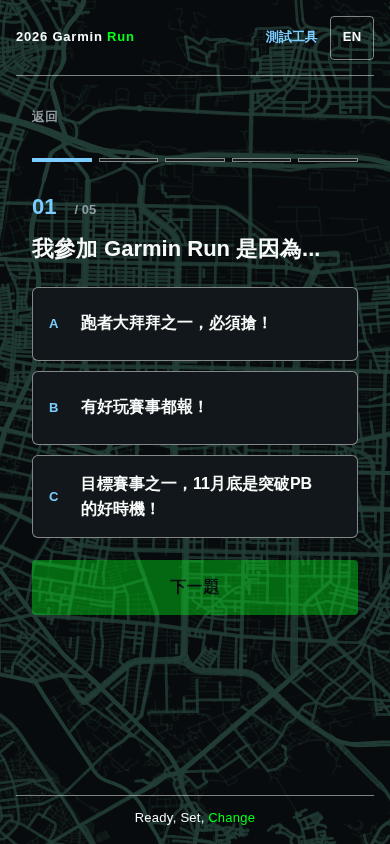 2026 Garmin Run 測試工具 EN
返回
01 / 05
我參加 Garmin Run 是因為...
A 跑者大拜拜之一，必須搶！
B 有好玩賽事都報！
C 目標賽事之一，11月底是突破PB
的好時機！
下一題
Ready, Set, Change